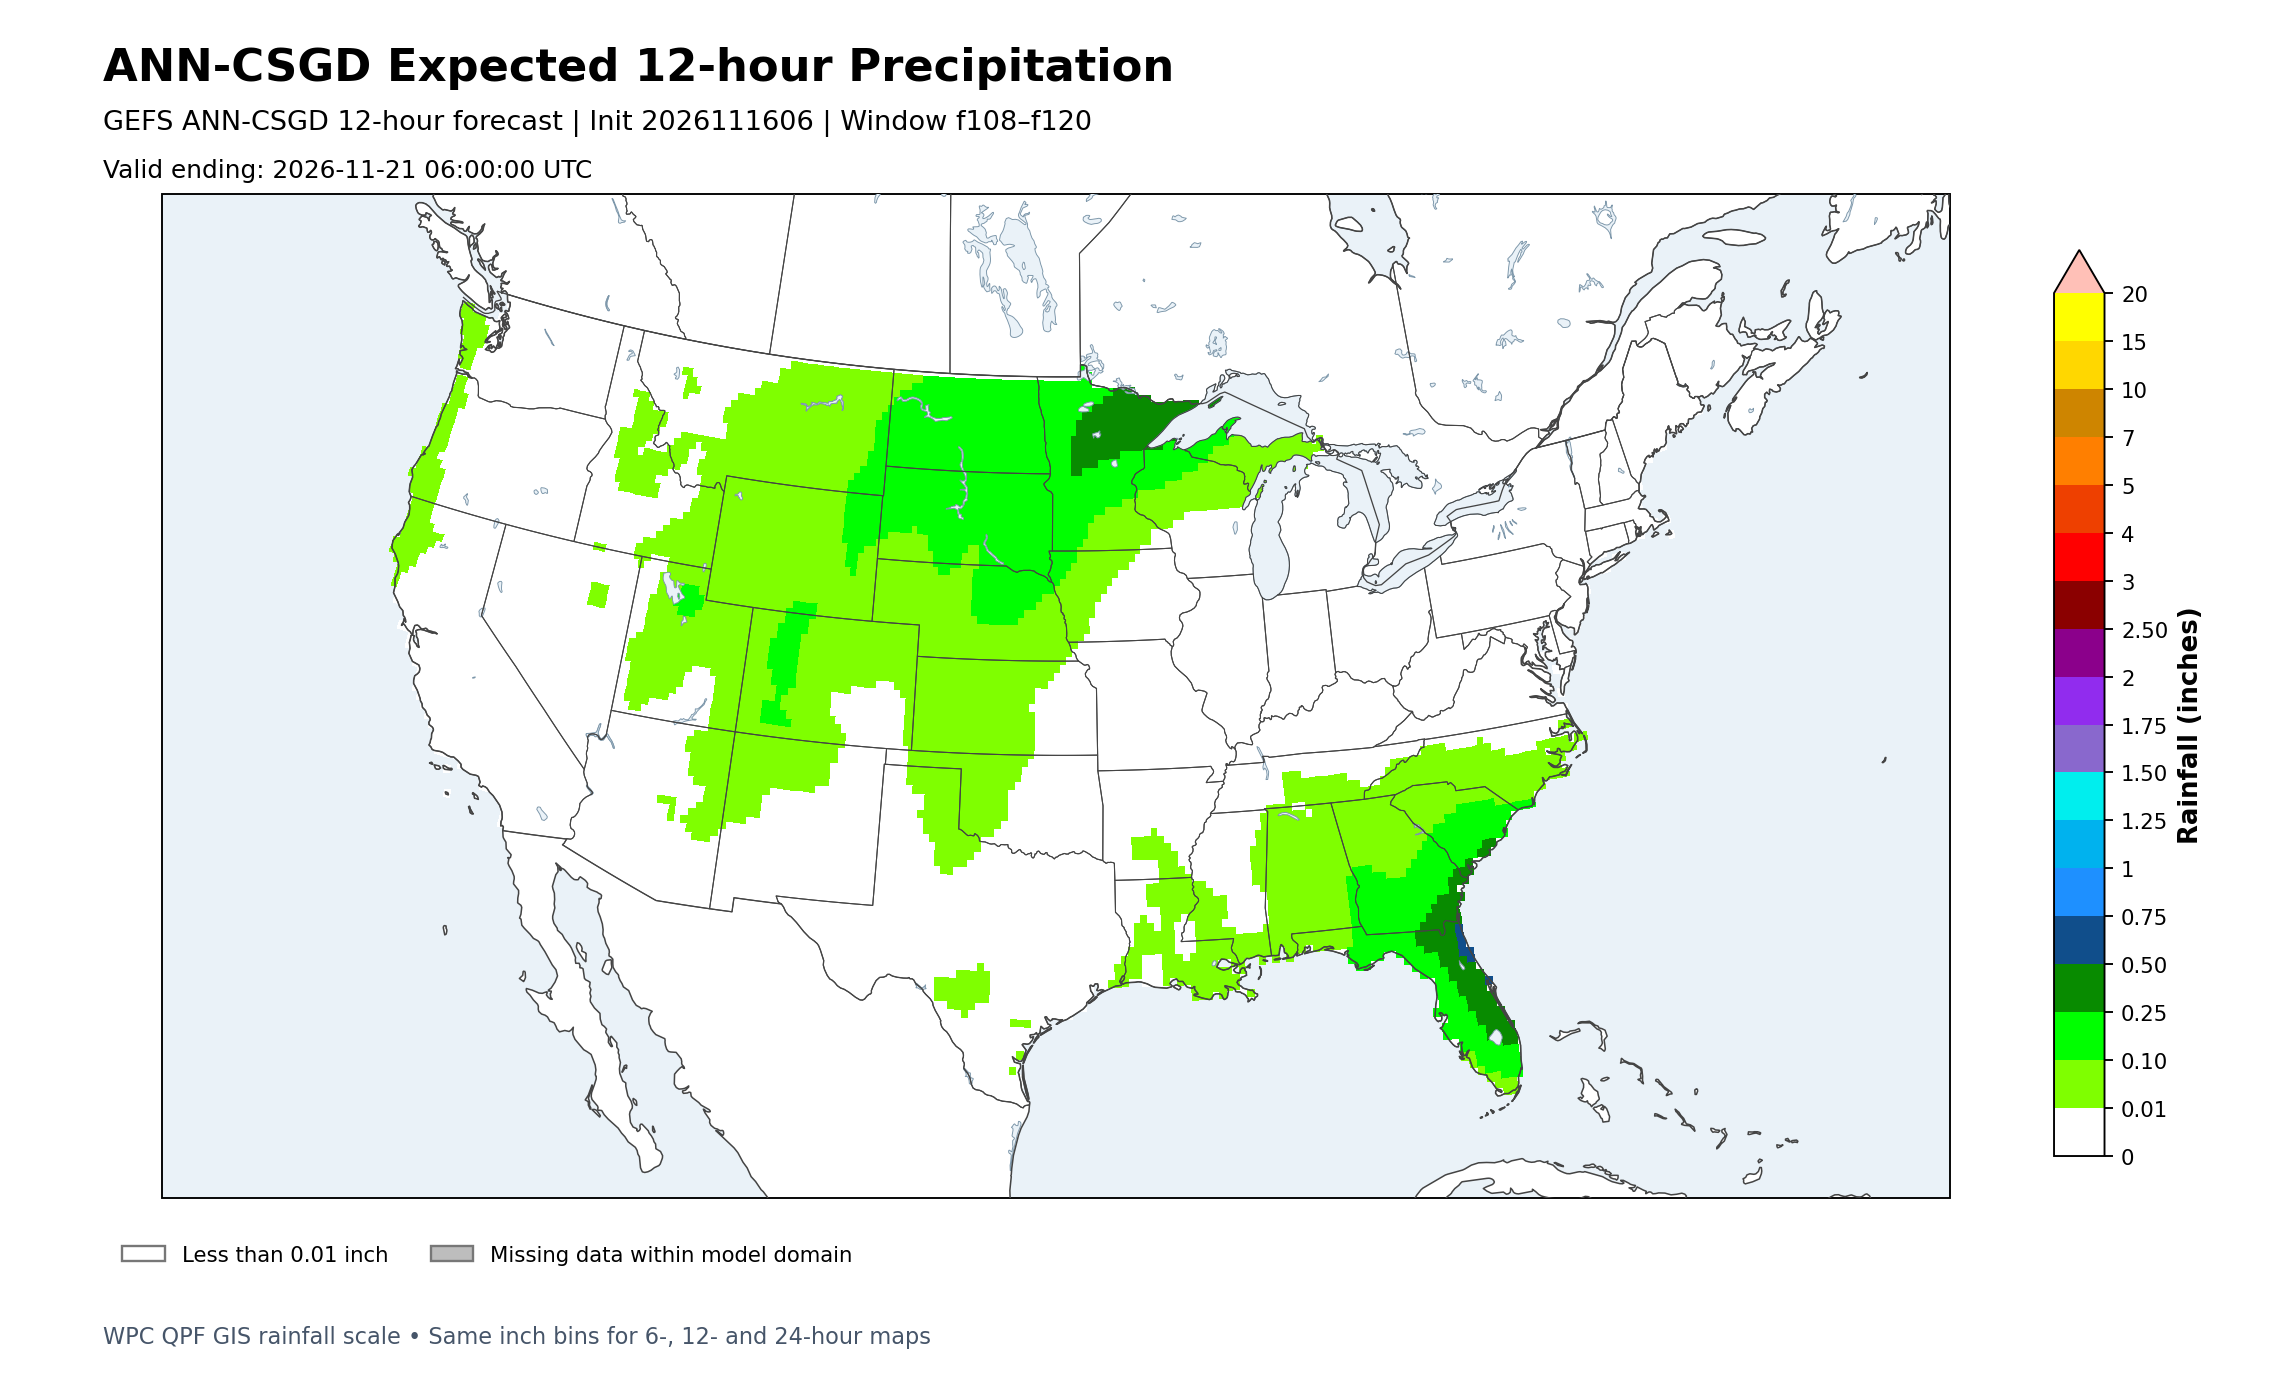 ANN-CSGD Expected 12-hour Precipitation
GEFS ANN-CSGD 12-hour forecast | Init 2026111606 | Window f108–f120
Valid ending: 2026-11-21 06:00:00 UTC
20
15
10
7
5
4
3
2.50
2
1.75
1.50
1.25
1
0.75
0.50
0.25
0.10
0.01
0
Rainfall (inches)
Less than 0.01 inch
Missing data within model domain
WPC QPF GIS rainfall scale • Same inch bins for 6-, 12- and 24-hour maps